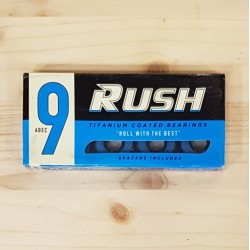 9
ABEC
RUSH
TITANIUM COATED BEARINGS
"ROLL WITH THE BEST"
SPACERS INCLUDED